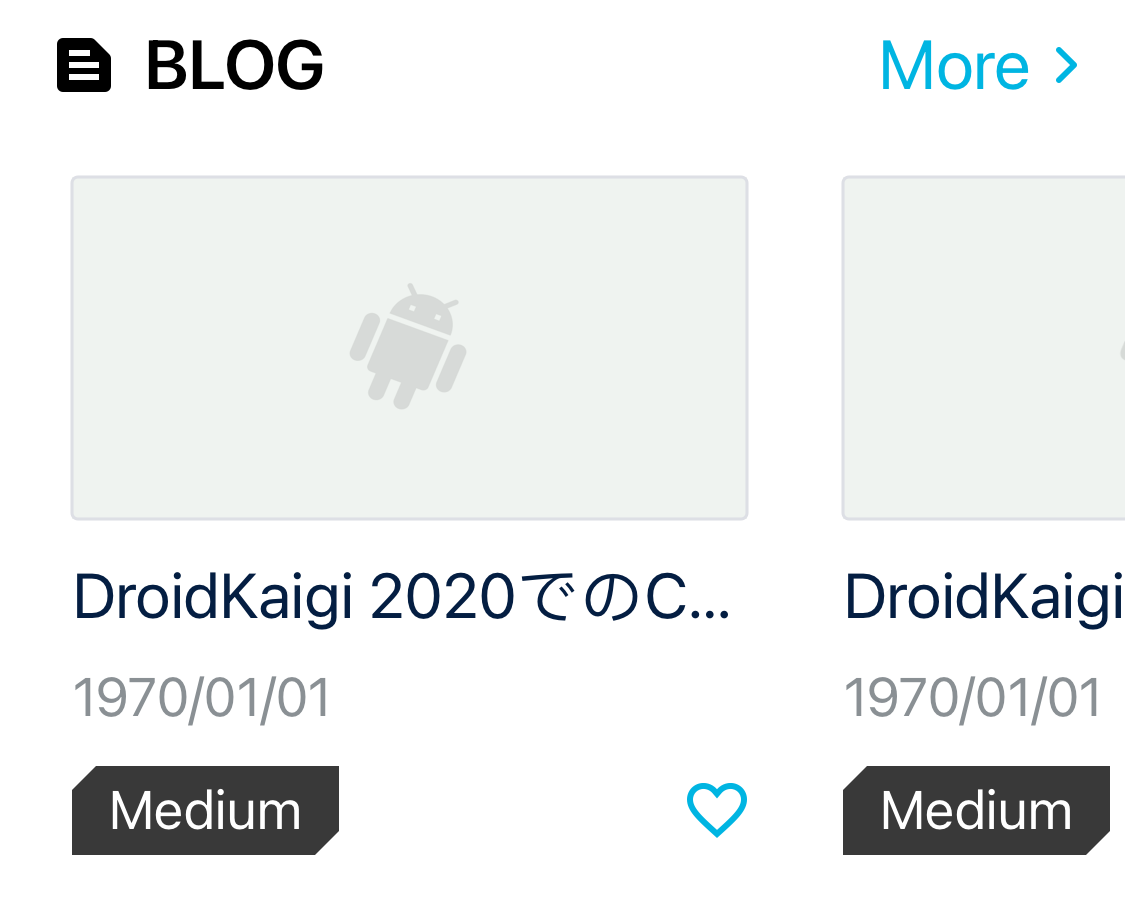 BLOG
More
DroidKaigi 2020でのC...
DroidKaigi
1970/01/01
1970/01/01
Medium
Medium